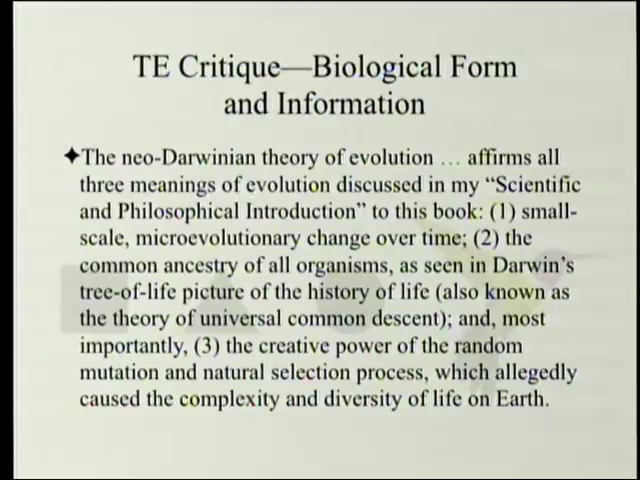 TE Critique—Biological Form
and Information
✦The neo-Darwinian theory of evolution … affirms all
three meanings of evolution discussed in my “Scientific
and Philosophical Introduction” to this book: (1) small-
scale, microevolutionary change over time; (2) the
common ancestry of all organisms, as seen in Darwin’s
tree-of-life picture of the history of life (also known as
the theory of universal common descent); and, most
importantly, (3) the creative power of the random
mutation and natural selection process, which allegedly
caused the complexity and diversity of life on Earth.